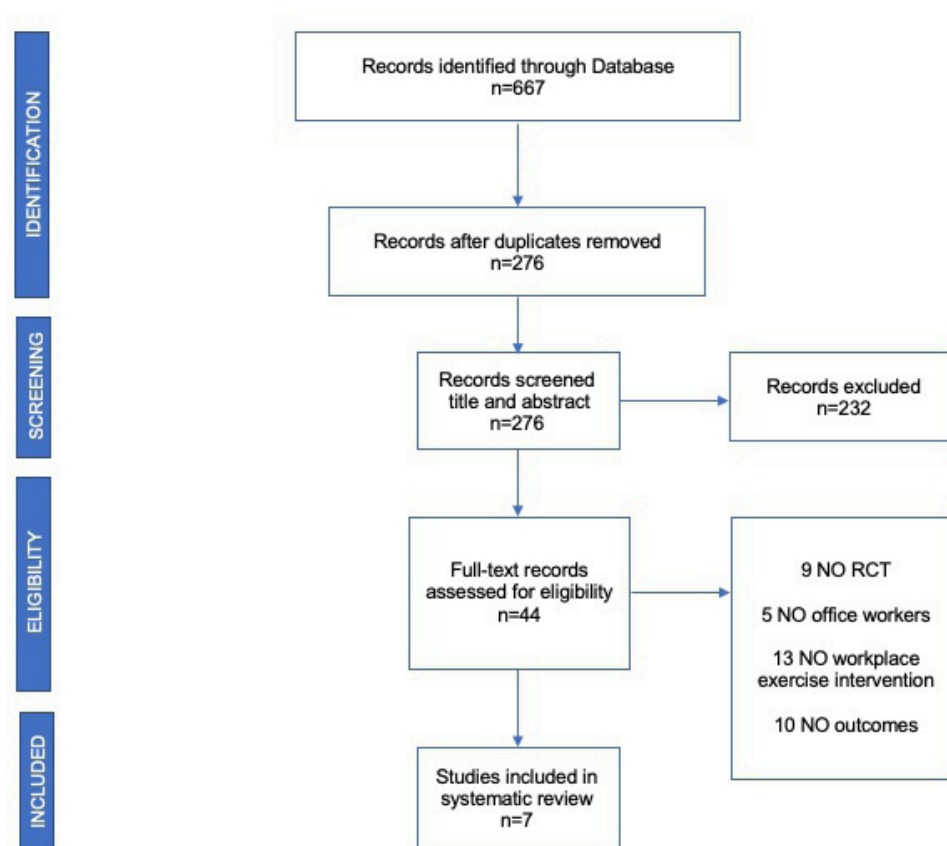 IDENTIFICATION
Records identified through Database
n=667
Records after duplicates removed
n=276
SCREENING
Records screened
title and abstract
n=276
Records excluded
n=232
ELIGIBILITY
Full-text records
assessed for eligibility
n=44
9 NO RCT
5 NO office workers
13 NO workplace
exercise intervention
10 NO outcomes
INCLUDED
Studies included in
systematic review
n=7